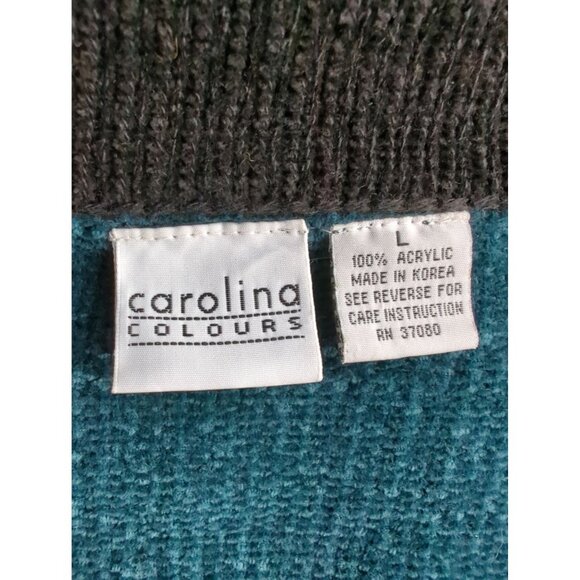 carolina
COLOURS
L
100% ACRYLIC
MADE IN KOREA
SEE REVERSE FOR
CARE INSTRUCTION
RN 37080